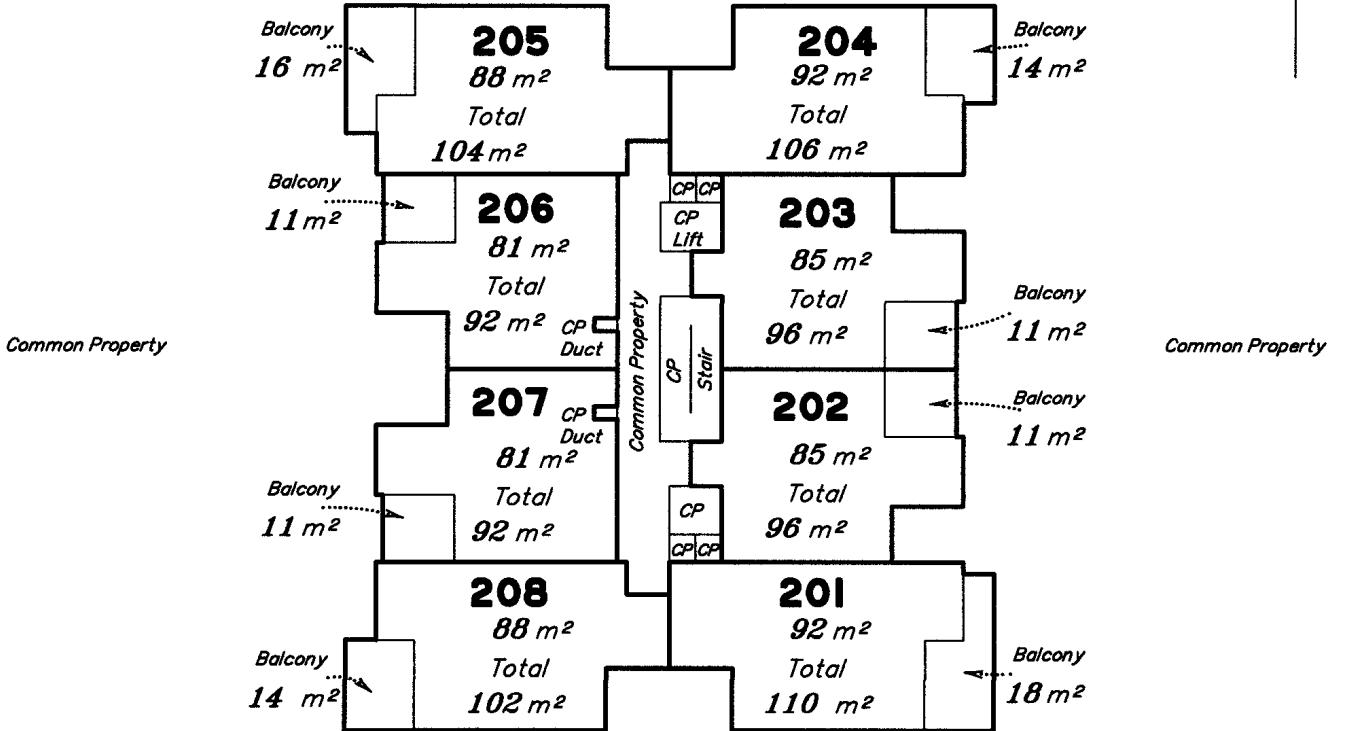 Balcony
16 m²
205
88 m²
Total
104 m²
204
92 m²
Total
106 m²
Balcony
14 m²
Balcony
11 m²
206
81 m²
Total
92 m²
CP
Duct
CP CP
CP
Lift
203
85 m²
Total
96 m²
Balcony
11 m²
Common Property
Common Property
CP
Stair
Common Property
207
81 m²
Total
92 m²
CP
Duct
Balcony
11 m²
202
85 m²
Total
96 m²
Balcony
11 m²
CP
CP CP
208
88 m²
Total
102 m²
Balcony
14 m²
201
92 m²
Total
110 m²
Balcony
18 m²